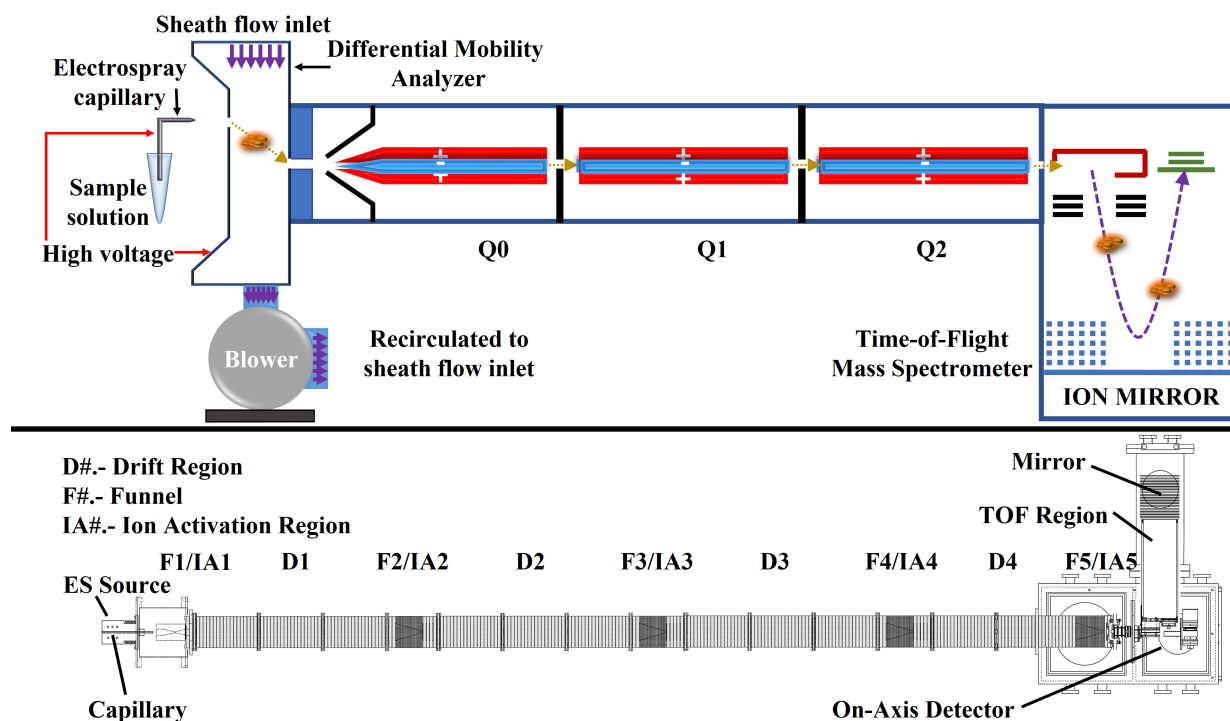 Sheath flow inlet
Differential Mobility
Analyzer
Electrospray
capillary
Sample
solution
High voltage
Q0
Q1
Q2
Blower
Recirculated to
sheath flow inlet
Time-of-Flight
Mass Spectrometer
ION MIRROR
D#.- Drift Region
F#.- Funnel
IA#.- Ion Activation Region
Mirror
TOF Region
F1/IA1
D1
F2/IA2
D2
F3/IA3
D3
F4/IA4
D4
F5/IA5
ES Source
Capillary
On-Axis Detector